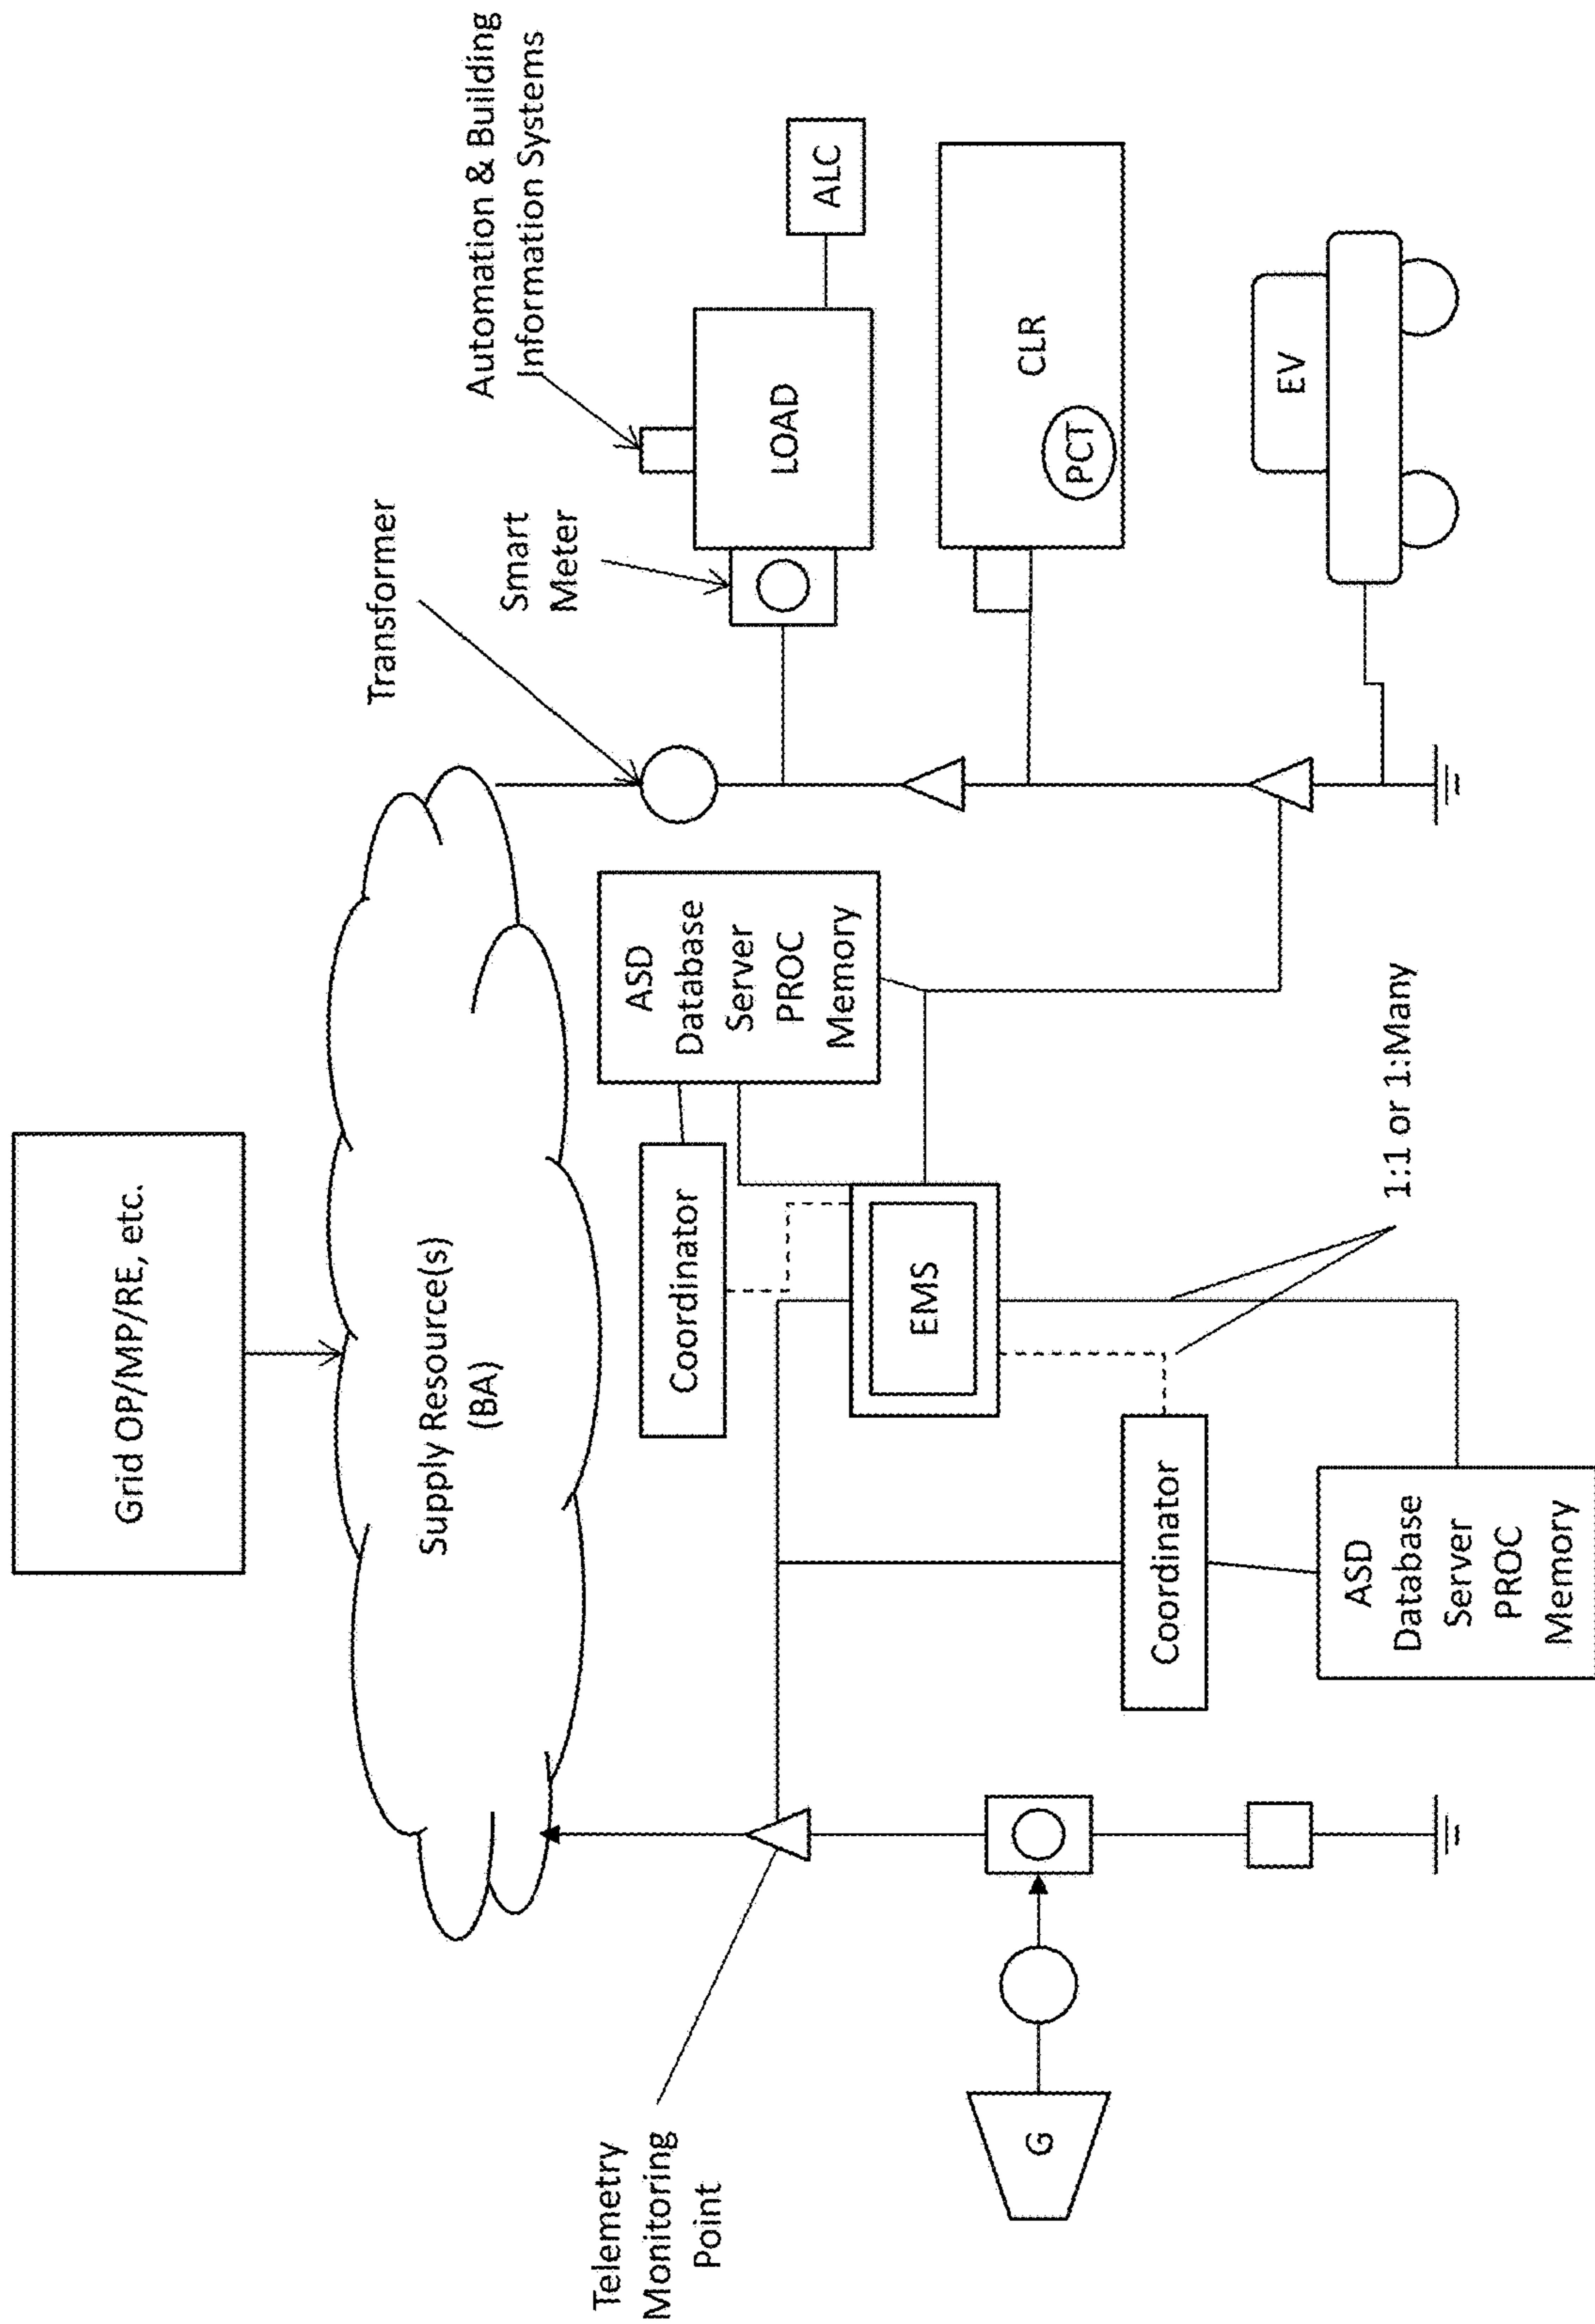 Grid OP/MP/RE, etc.
Supply Resource(s)
(BA)
Transformer
Automation & Building
Information Systems
Smart
Meter
LOAD
ALC
CLR
PCT
EV
ASD
Database
Server
PROC
Memory
Coordinator
EMS
1:1 or 1:Many
Coordinator
ASD
Database
Server
PROC
Memory
Telemetry
Monitoring
Point
G